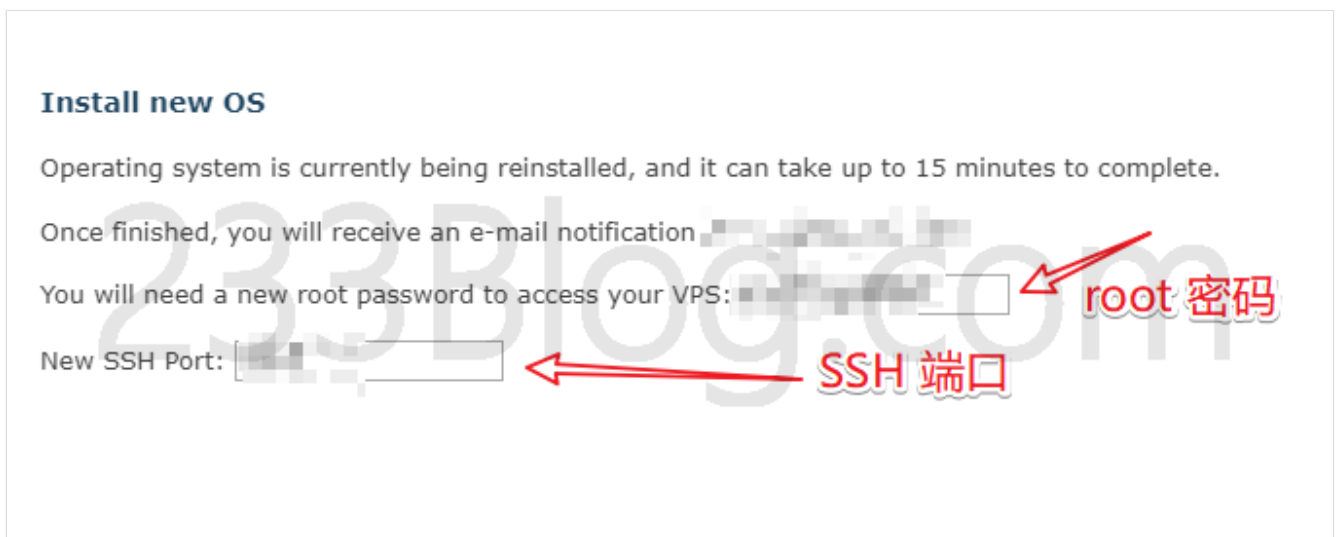 Install new OS
Operating system is currently being reinstalled, and it can take up to 15 minutes to complete.
Once finished, you will receive an e-mail notification
You will need a new root password to access your VPS:
root 密码
New SSH Port:
SSH 端口
233Blog.com